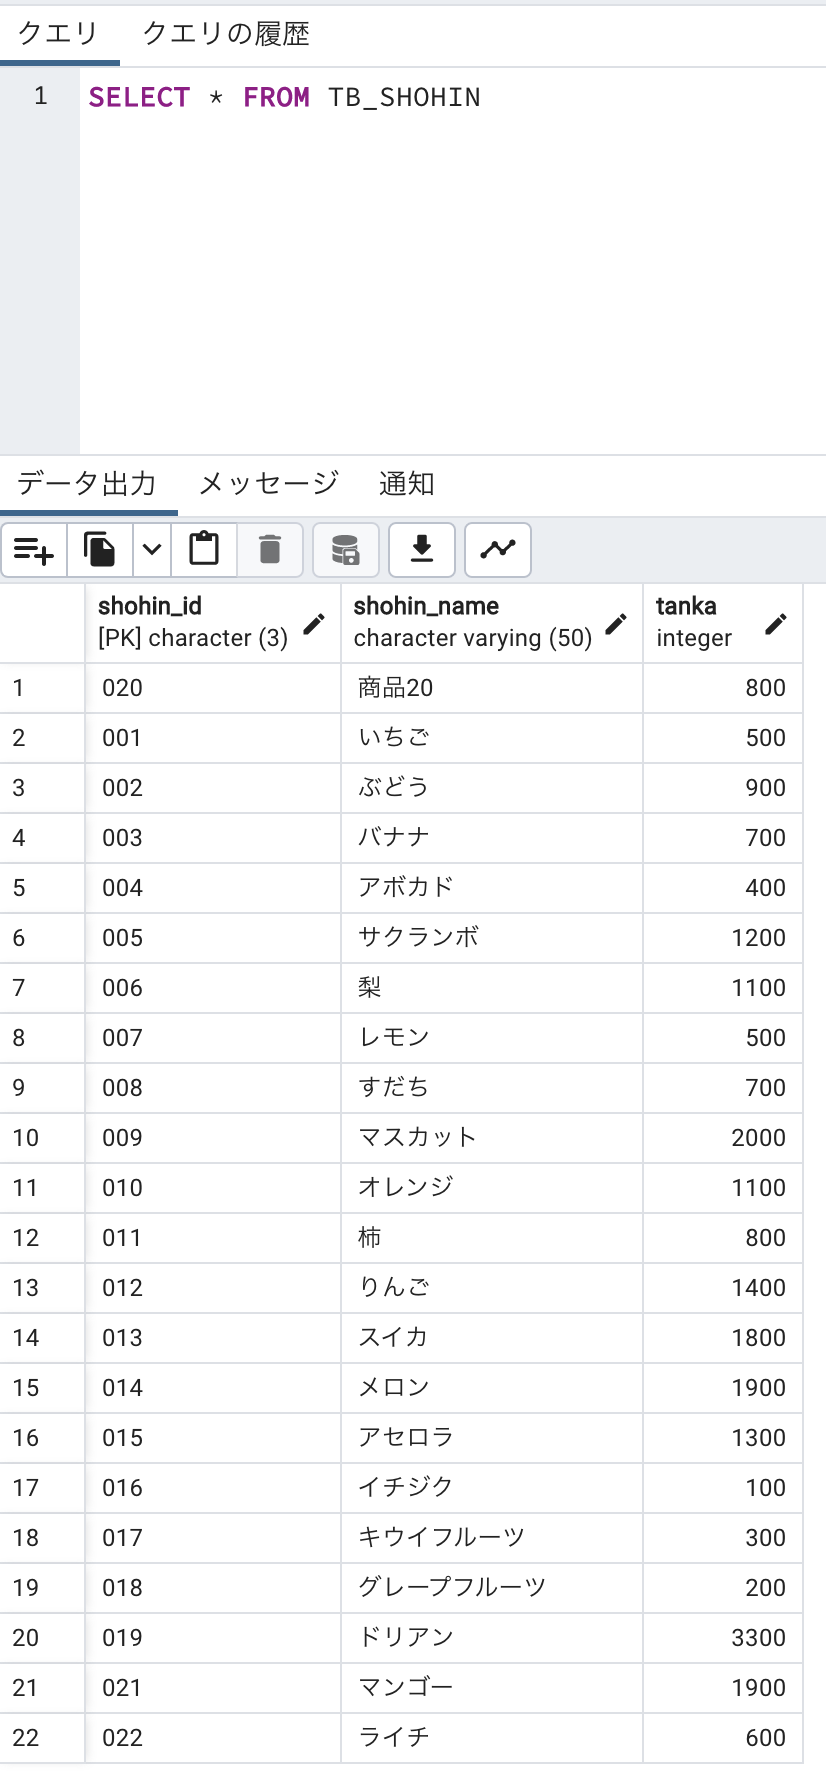 クエリ クエリの履歴
1 SELECT * FROM TB_SHOHIN
データ出力 メッセージ 通知
shohin_id shohin_name tanka
[PK] character (3) character varying (50) integer
1 020 商品20 800
2 001 いちご 500
3 002 ぶどう 900
4 003 バナナ 700
5 004 アボカド 400
6 005 サクランボ 1200
7 006 梨 1100
8 007 レモン 500
9 008 すだち 700
10 009 マスカット 2000
11 010 オレンジ 1100
12 011 柿 800
13 012 りんご 1400
14 013 スイカ 1800
15 014 メロン 1900
16 015 アセロラ 1300
17 016 イチジク 100
18 017 キウイフルーツ 300
19 018 グレープフルーツ 200
20 019 ドリアン 3300
21 021 マンゴー 1900
22 022 ライチ 600